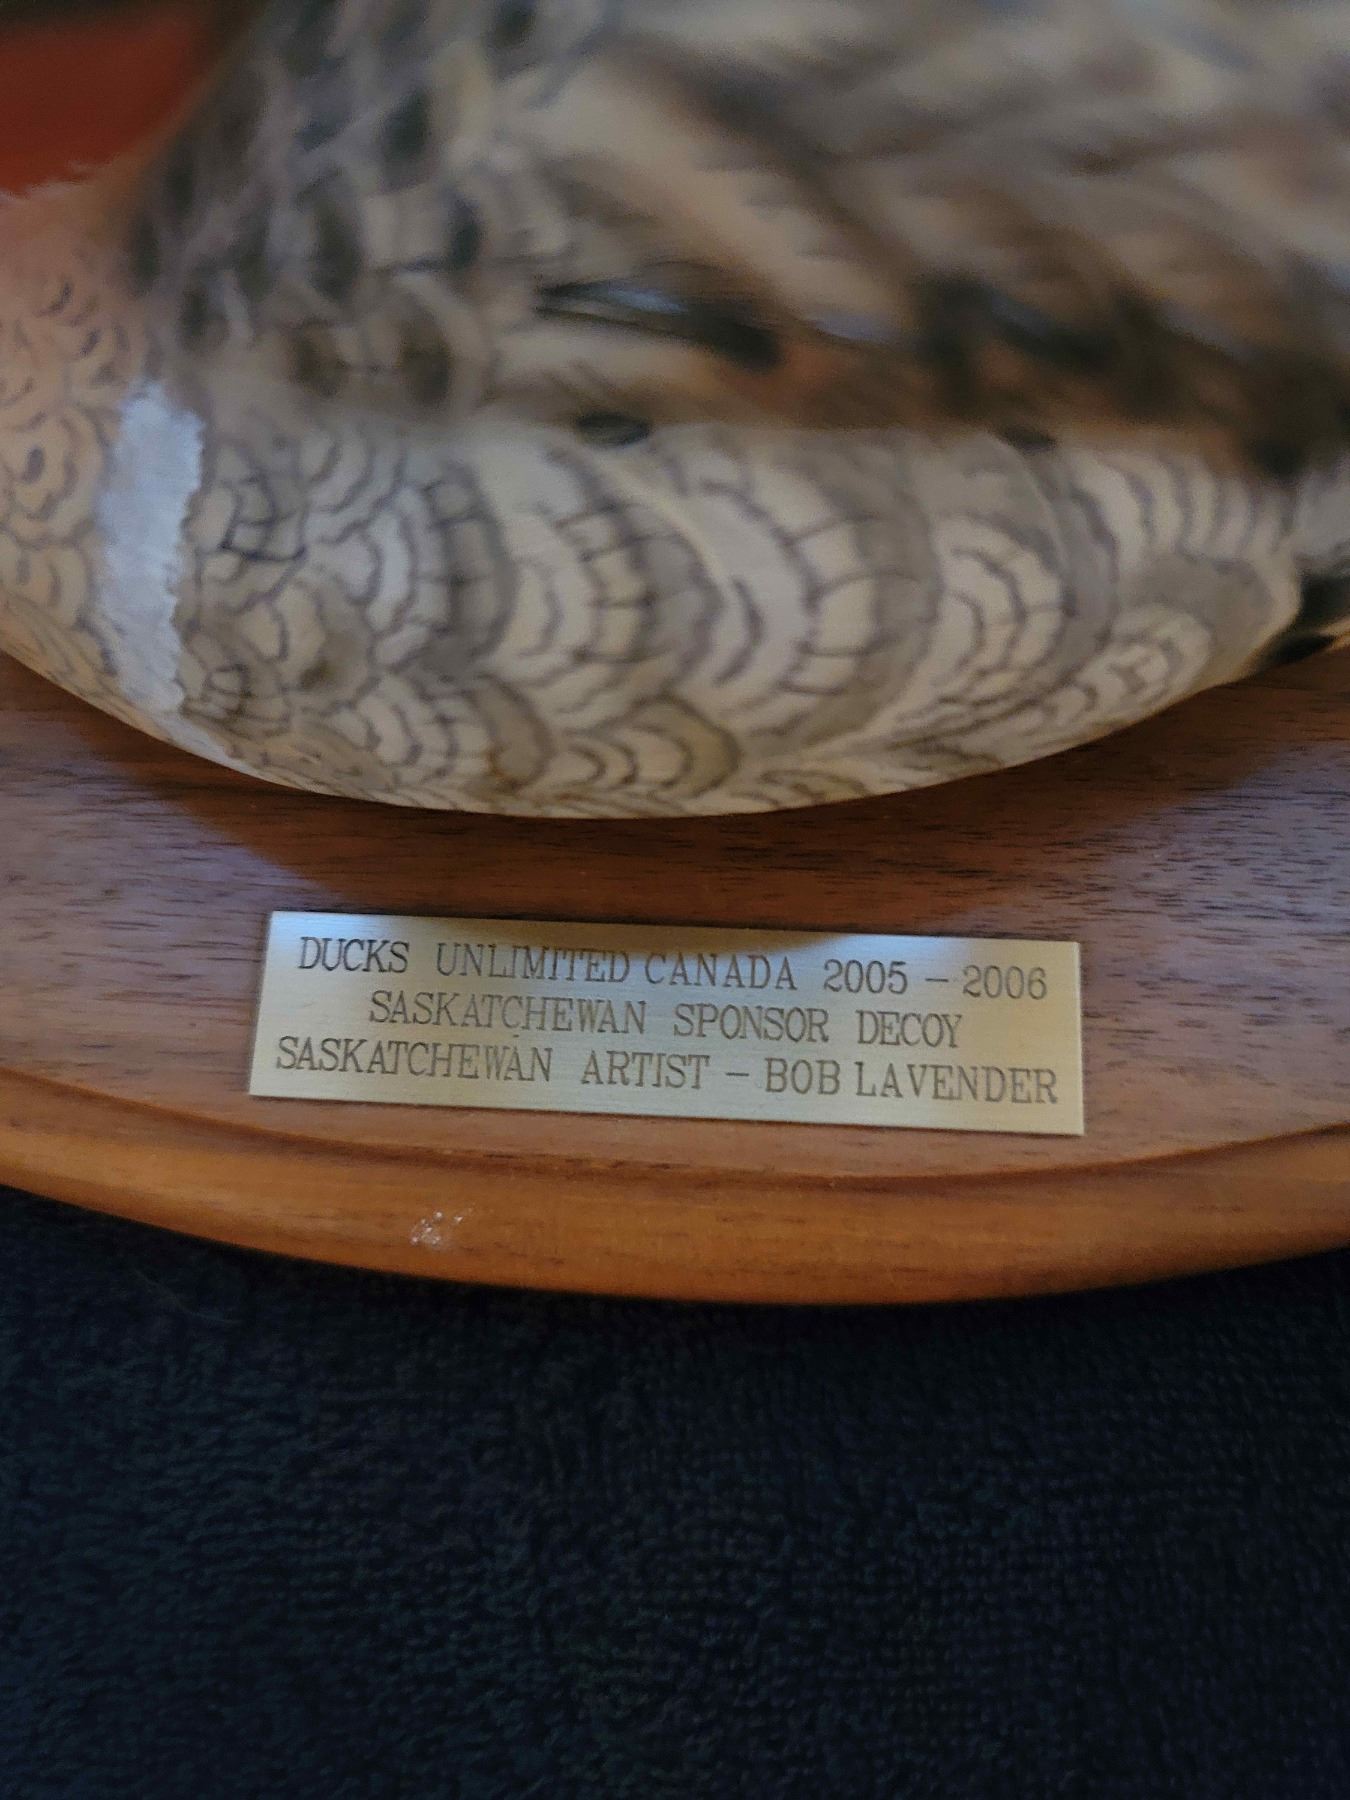 DUCKS UNLIMITED CANADA 2005 - 2006
SASKATCHEWAN SPONSOR DECOY
SASKATCHEWAN ARTIST - BOB LAVENDER